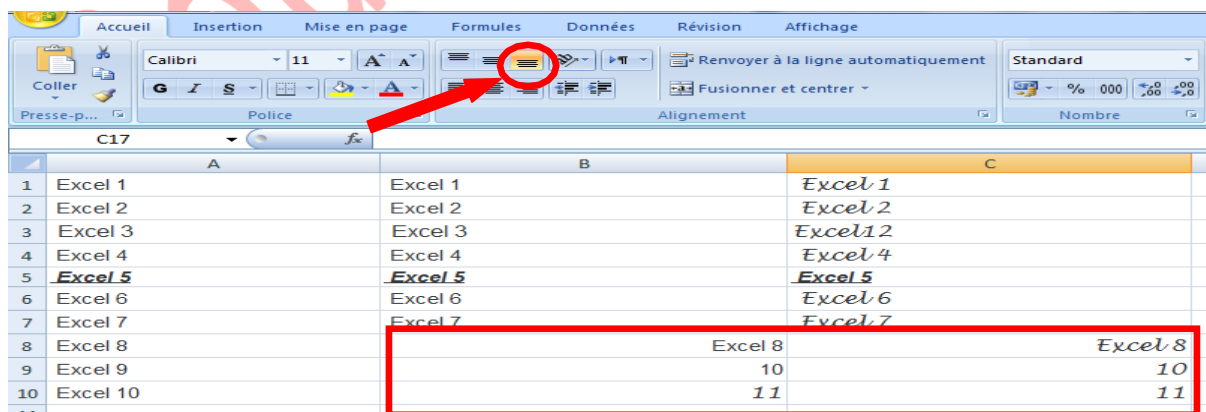 Accueil Insertion Mise en page Formules Données Révision Affichage
Calibri 11 A A Renvoyer à la ligne automatiquement Standard
Coller G I S A Fusionner et centrer % 000 ,00 ,0
Presse-p... Police Alignement Nombre
C17 fx
A B C
1 Excel 1 Excel 1 Excel 1
2 Excel 2 Excel 2 Excel 2
3 Excel 3 Excel 3 Excel12
4 Excel 4 Excel 4 Excel 4
5 Excel 5 Excel 5 Excel 5
6 Excel 6 Excel 6 Excel 6
7 Excel 7 Excel 7 Excel 7
8 Excel 8 Excel 8 Excel 8
9 Excel 9 10 10
10 Excel 10 11 11